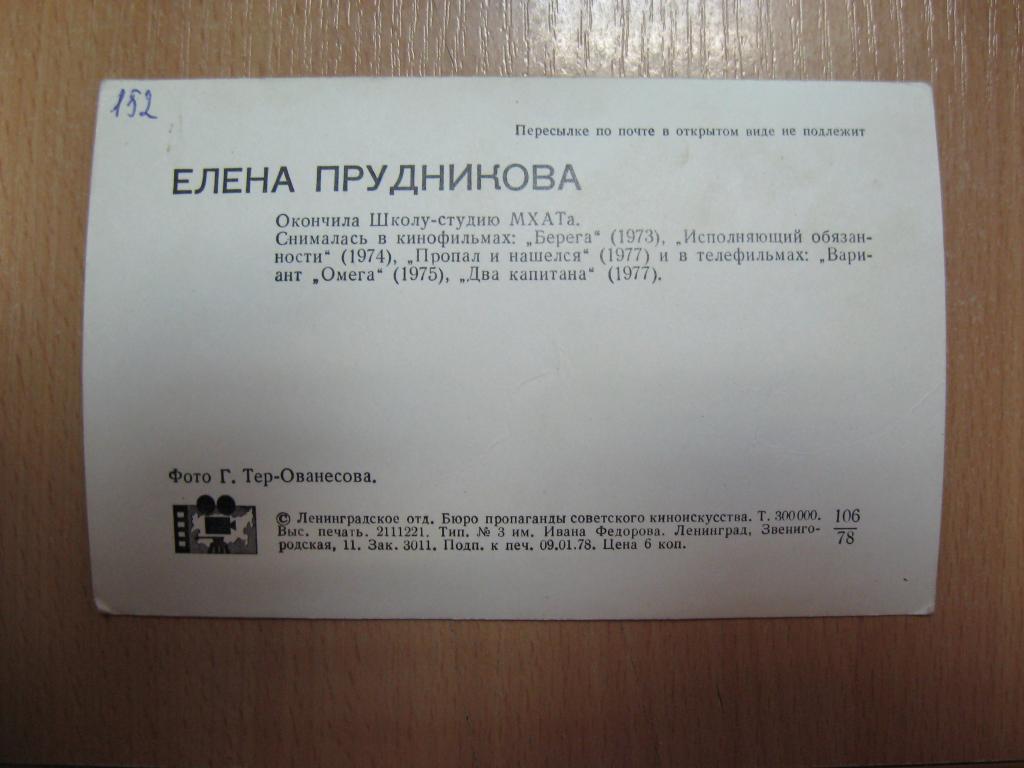 152
Пересылке по почте в открытом виде не подлежит
ЕЛЕНА ПРУДНИКОВА
Окончила Школу-студию МХАТа.
Снималась в кинофильмах: „Берега“ (1973), „Исполняющий обязан-
ности“ (1974), „Пропал и нашелся“ (1977) и в телефильмах: „Вари-
ант „Омега“ (1975), „Два капитана“ (1977).
Фото Г. Тер-Ованесова.
© Ленинградское отд. Бюро пропаганды советского киноискусства. Т. 300 000.
Выс. печать. 2111221. Тип. № 3 им. Ивана Федорова. Ленинград, Звениго-
родская, 11. Зак. 3011. Подп. к печ. 09.01.78. Цена 6 коп.
106
78